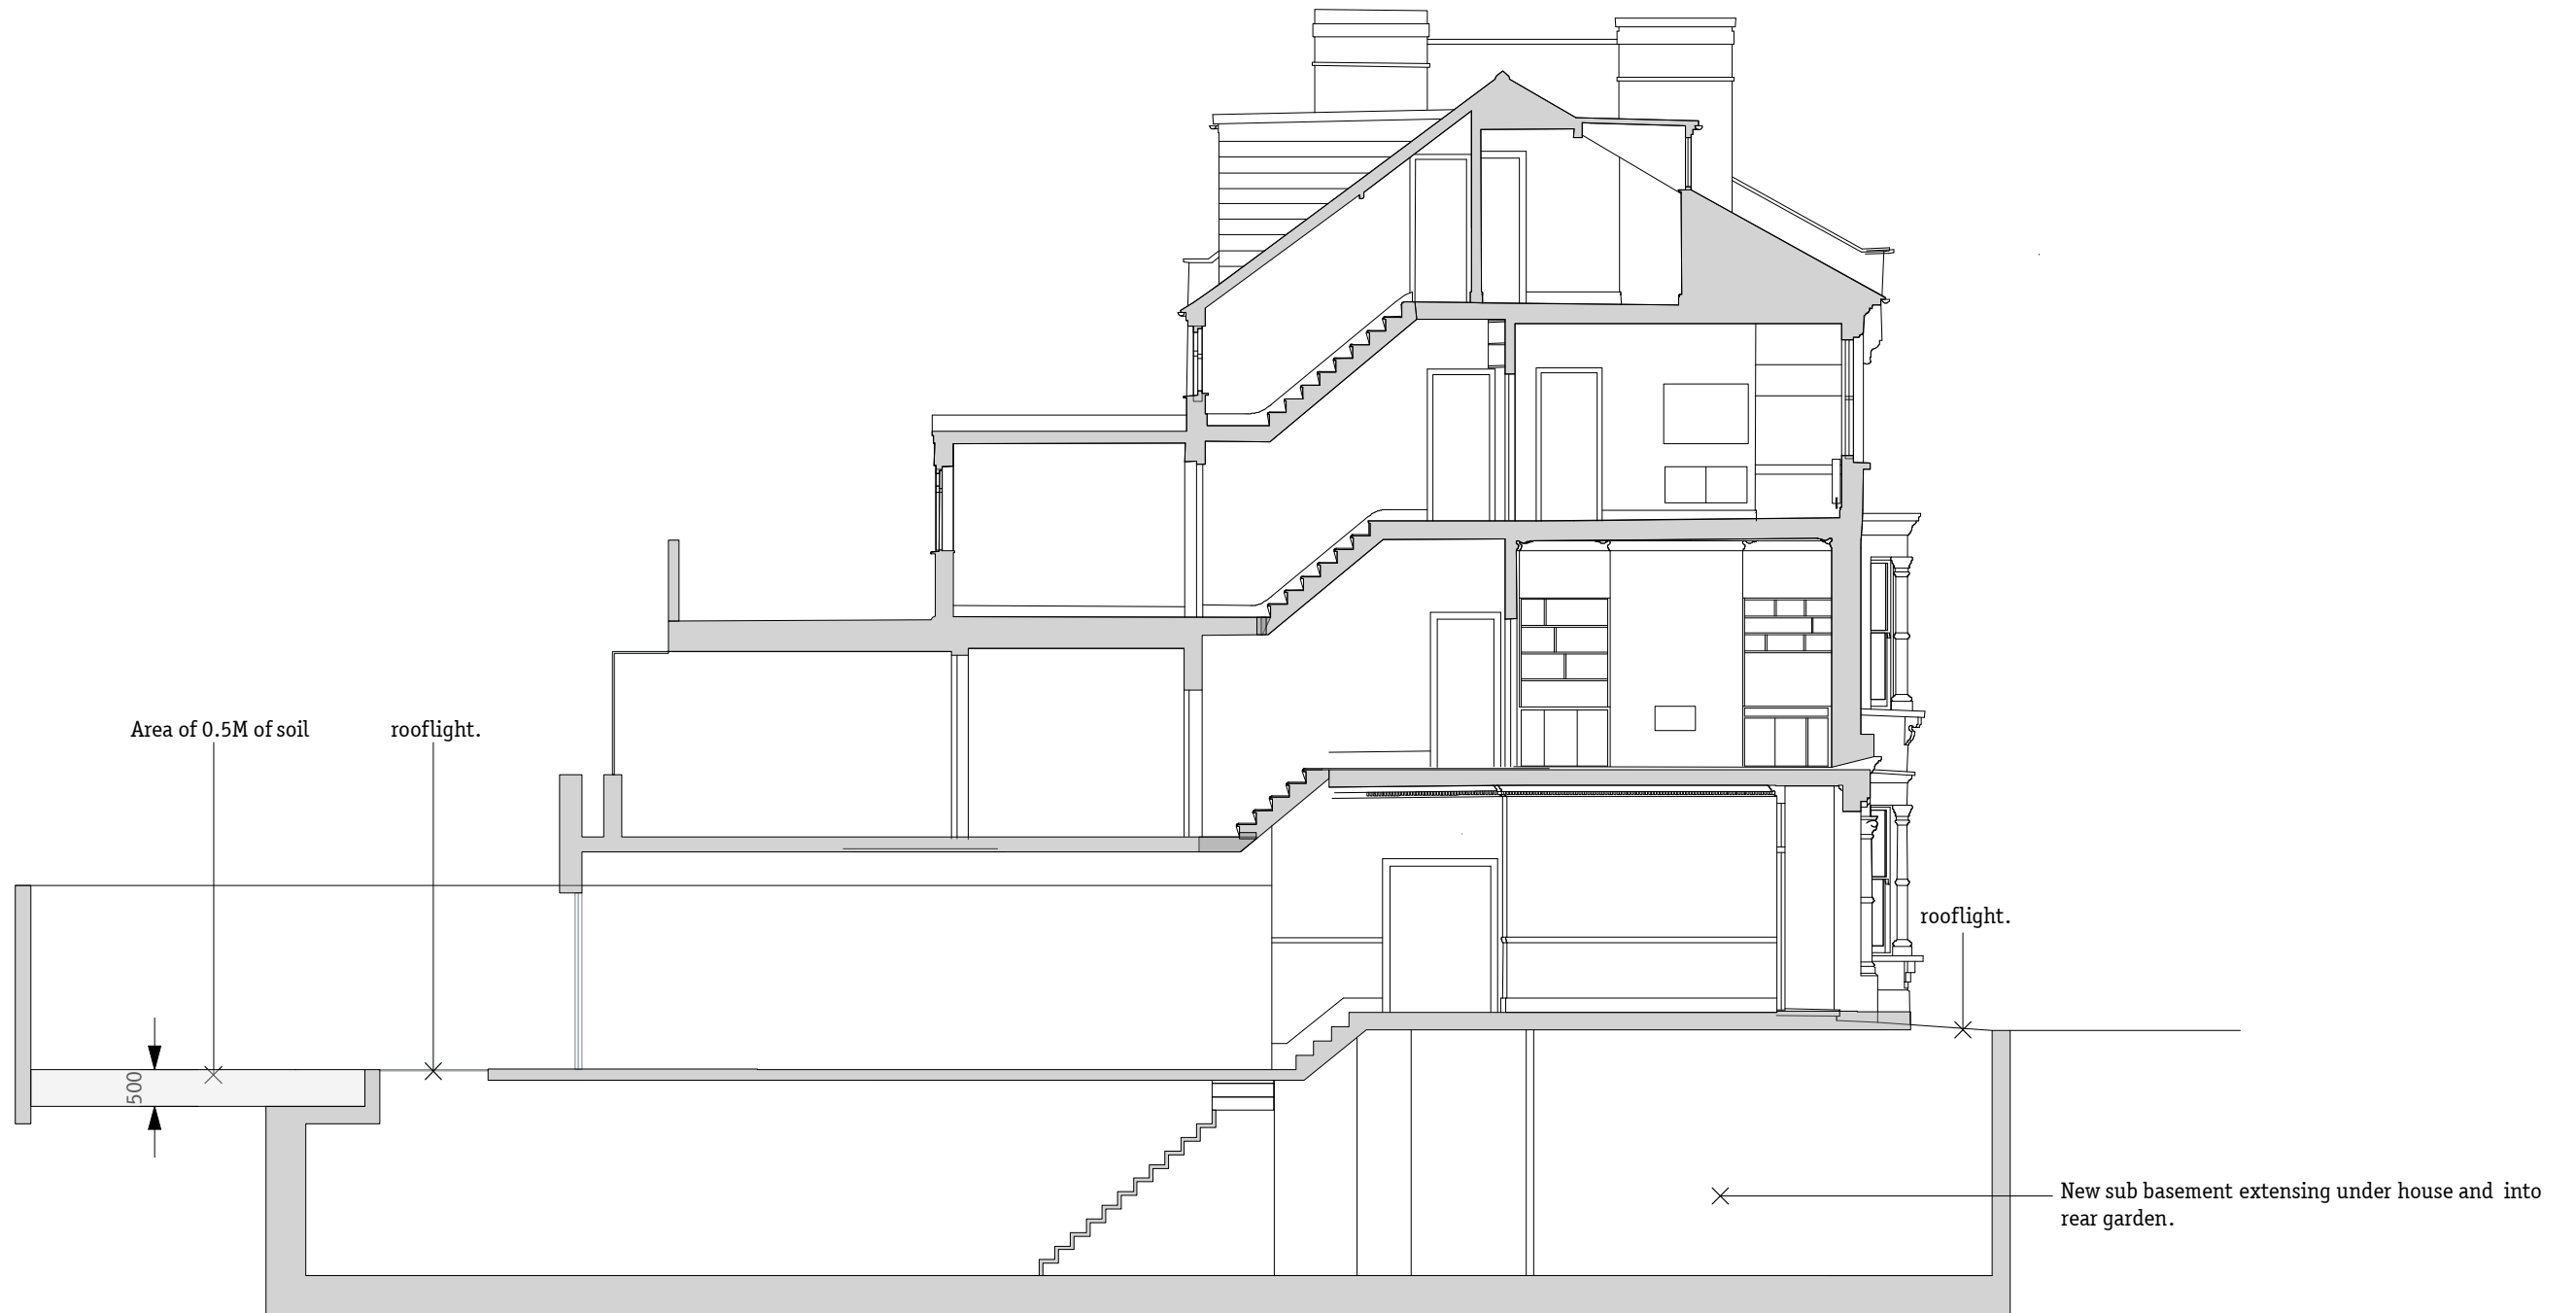 Area of 0.5M of soil
rooflight.
rooflight.
500
New sub basement extensing under house and into
rear garden.